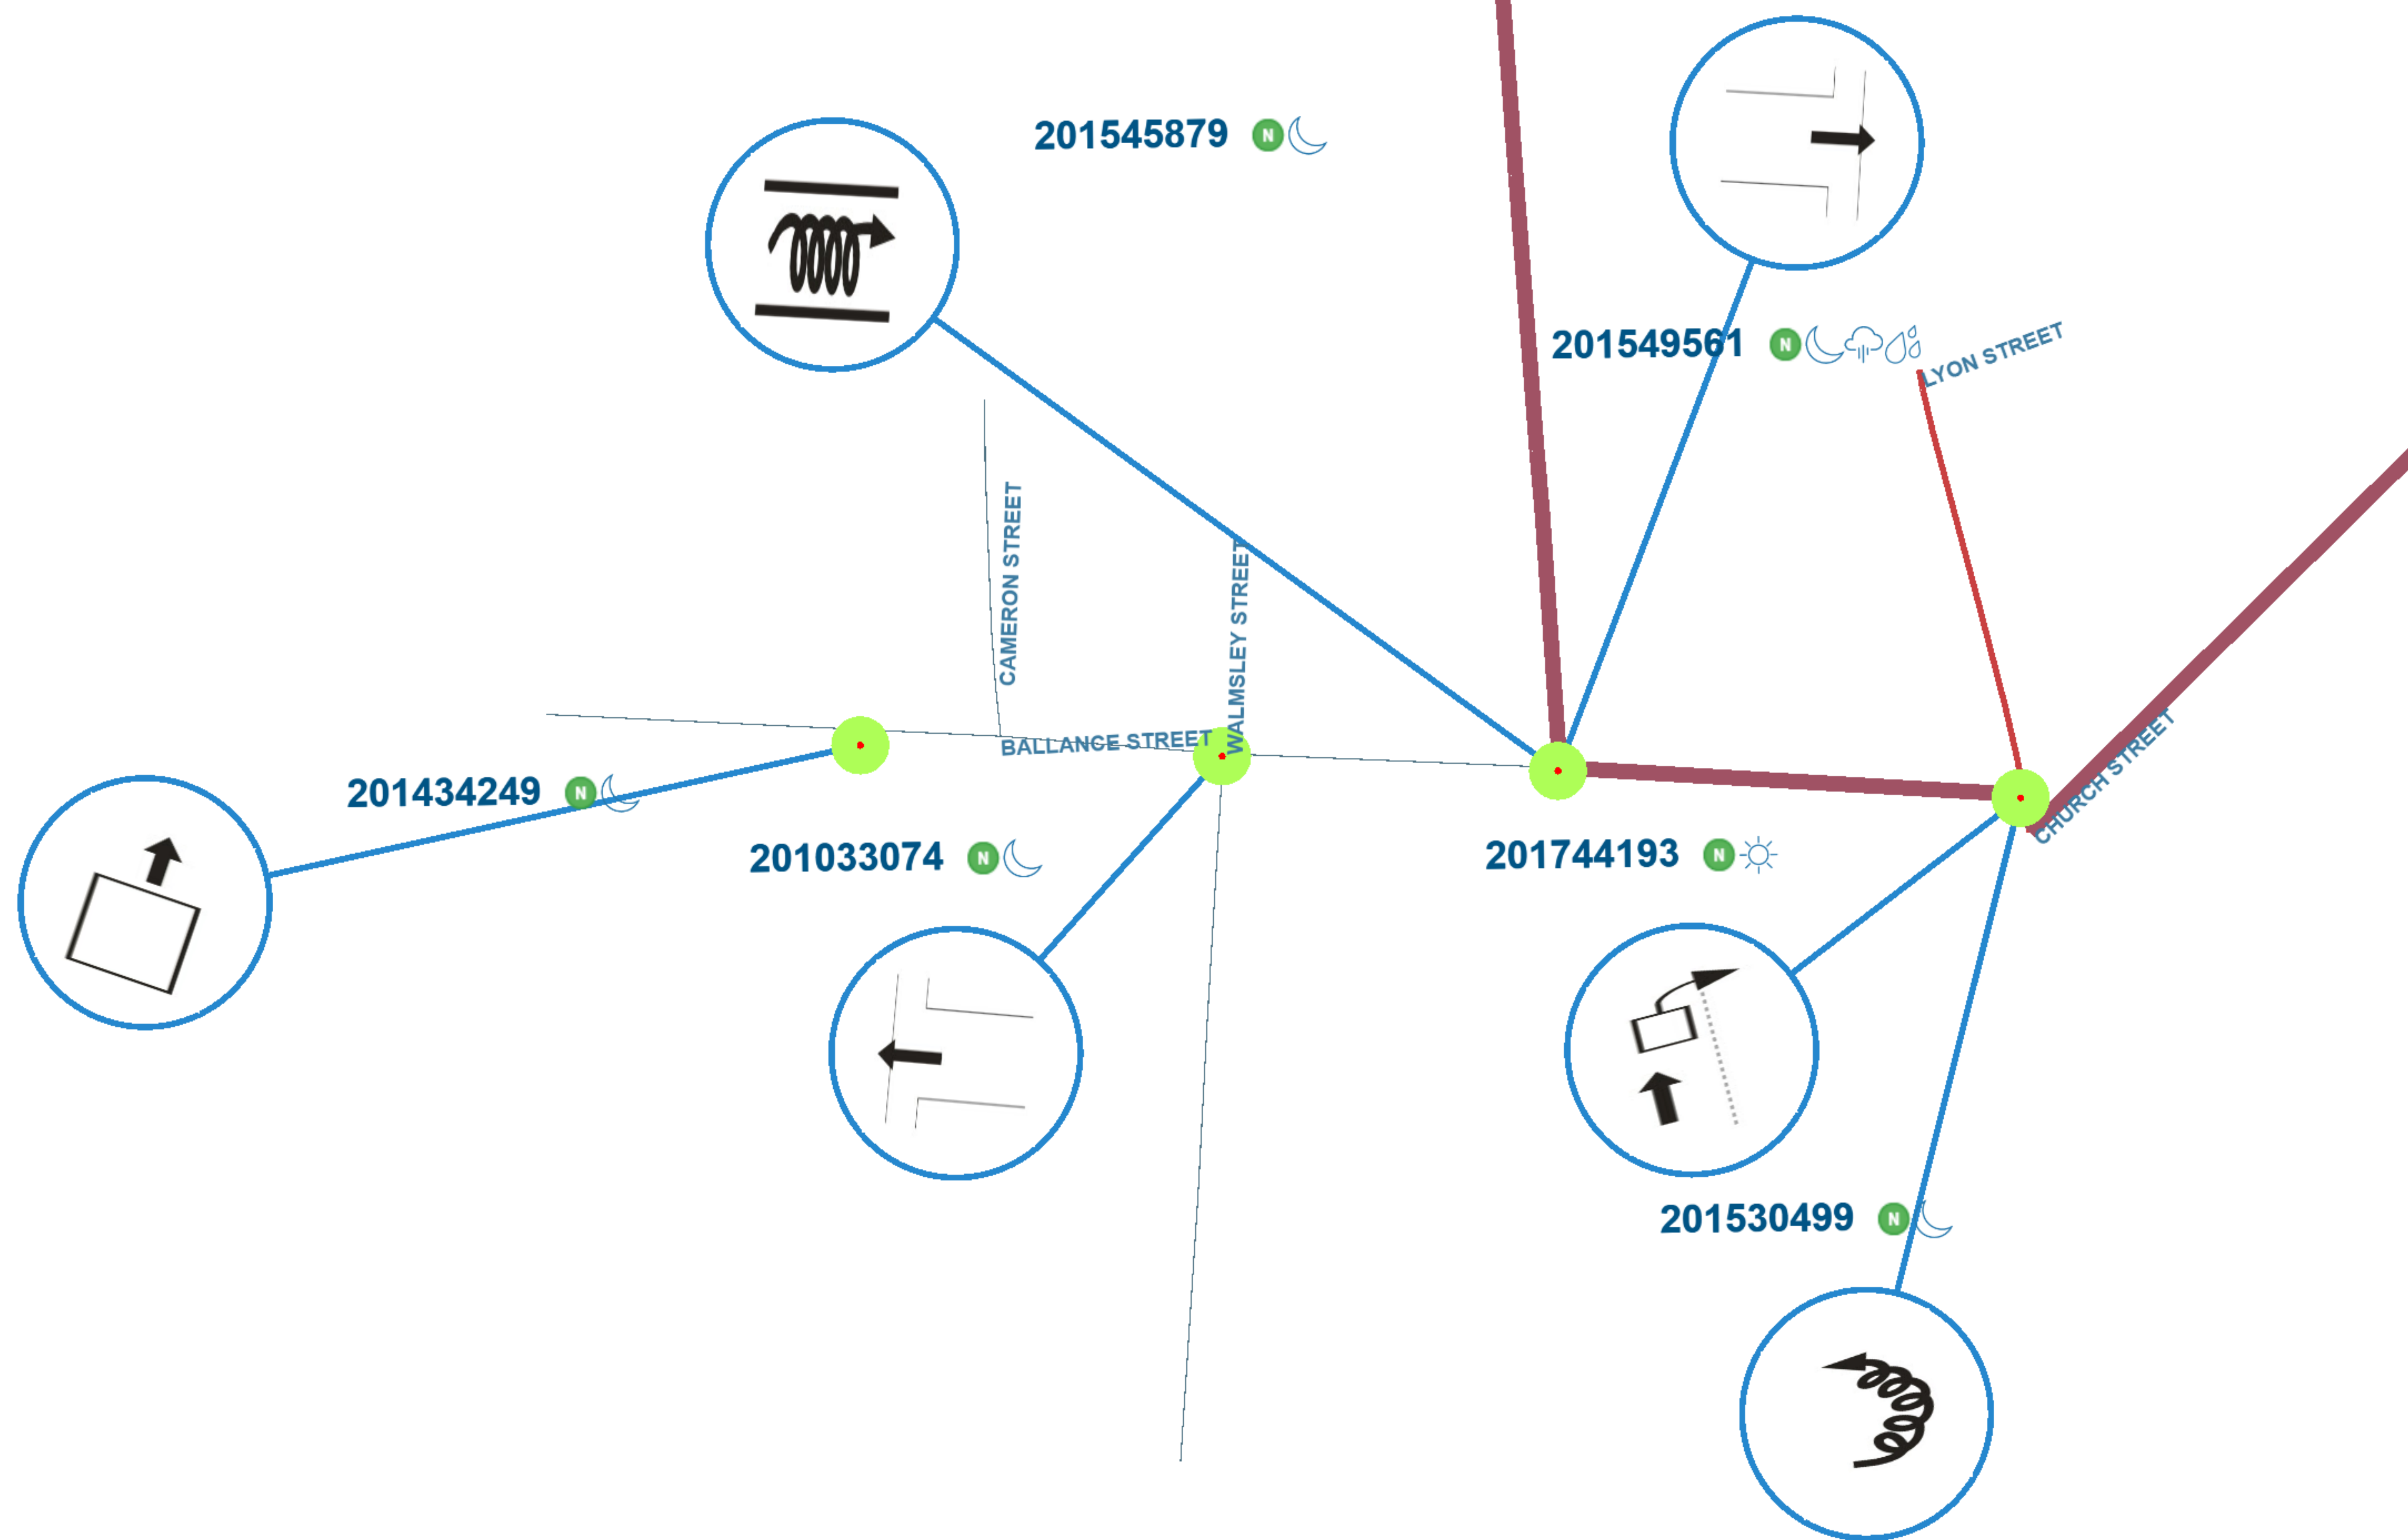 201545879 N
201549561 N
LYON STREET
CAMERON STREET
WALMSLEY STREET
BALLANCE STREET
CHURCH STREET
201434249 N
201033074 N
201744193 N
201530499 N